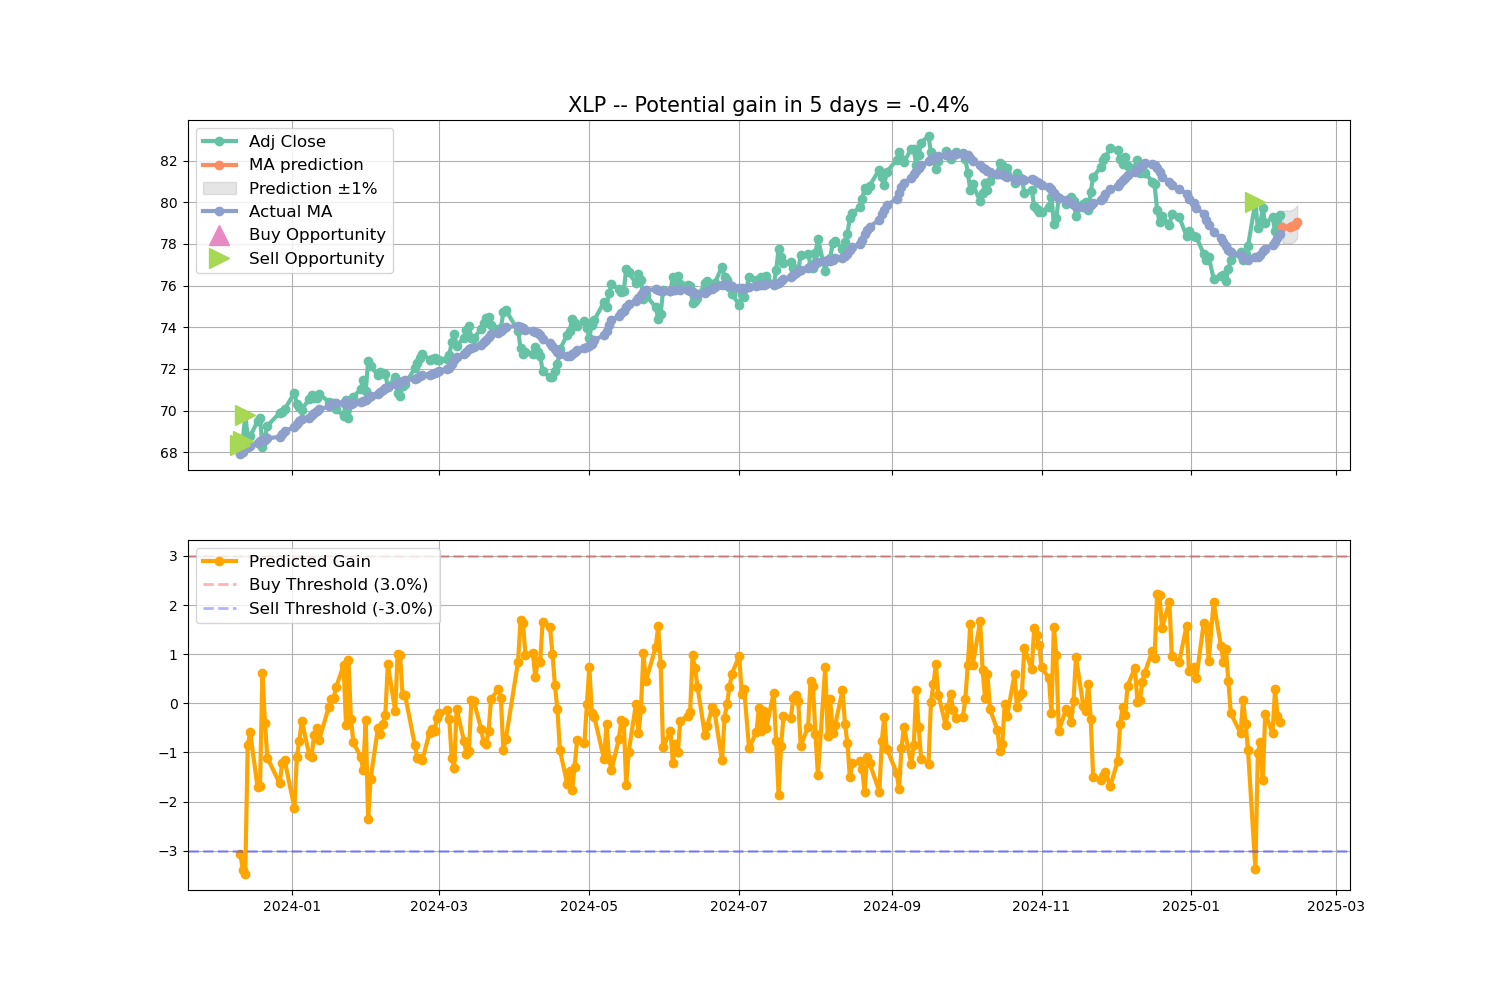 XLP -- Potential gain in 5 days = -0.4%
Adj Close
MA prediction
Prediction ±1%
Actual MA
Buy Opportunity
Sell Opportunity
82
80
78
76
74
72
70
68
Predicted Gain
Buy Threshold (3.0%)
Sell Threshold (-3.0%)
3
2
1
0
−1
−2
−3
2024-01
2024-03
2024-05
2024-07
2024-09
2024-11
2025-01
2025-03